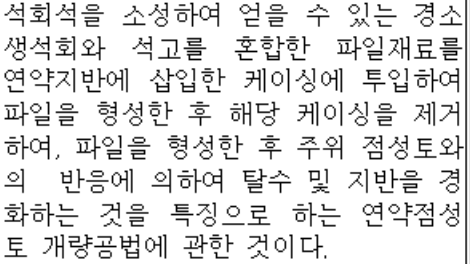 석회석을 소성하여 얻을 수 있는 경소
생석회와 석고를 혼합한 파일재료를
연약지반에 삽입한 케이싱에 투입하여
파일을 형성한 후 해당 케이싱을 제거
하여, 파일을 형성한 후 주위 점성토와
의 반응에 의하여 탈수 및 지반을 경
화하는 것을 특징으로 하는 연약점성
토 개량공법에 관한 것이다.